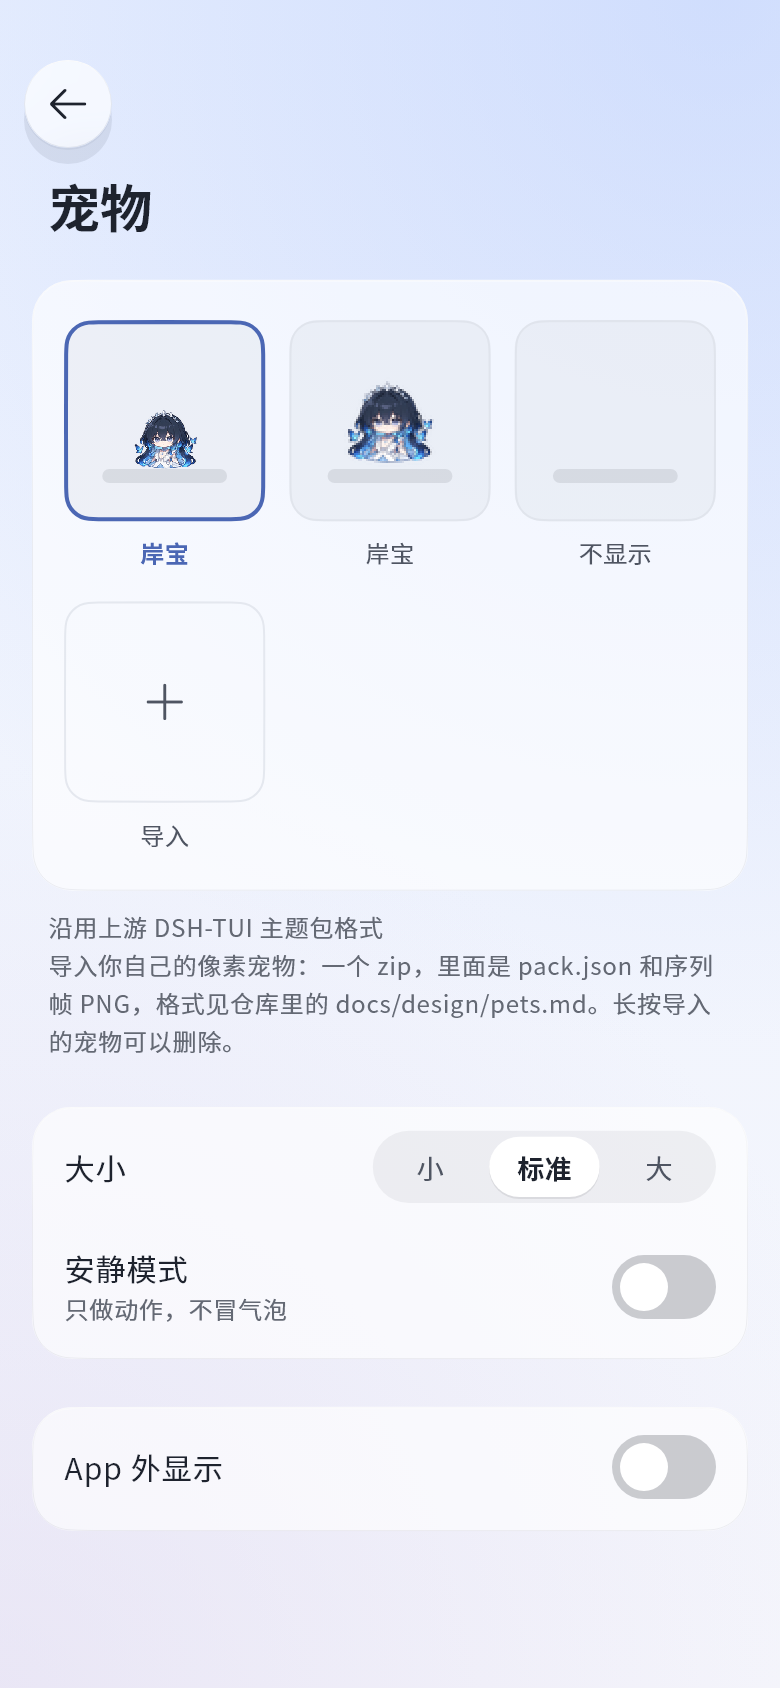 宠物
岸宝
岸宝
不显示
导入
沿用上游 DSH-TUI 主题包格式
导入你自己的像素宠物：一个 zip，里面是 pack.json 和序列
帧 PNG，格式见仓库里的 docs/design/pets.md。长按导入
的宠物可以删除。
大小
小
标准
大
安静模式
只做动作，不冒气泡
App 外显示